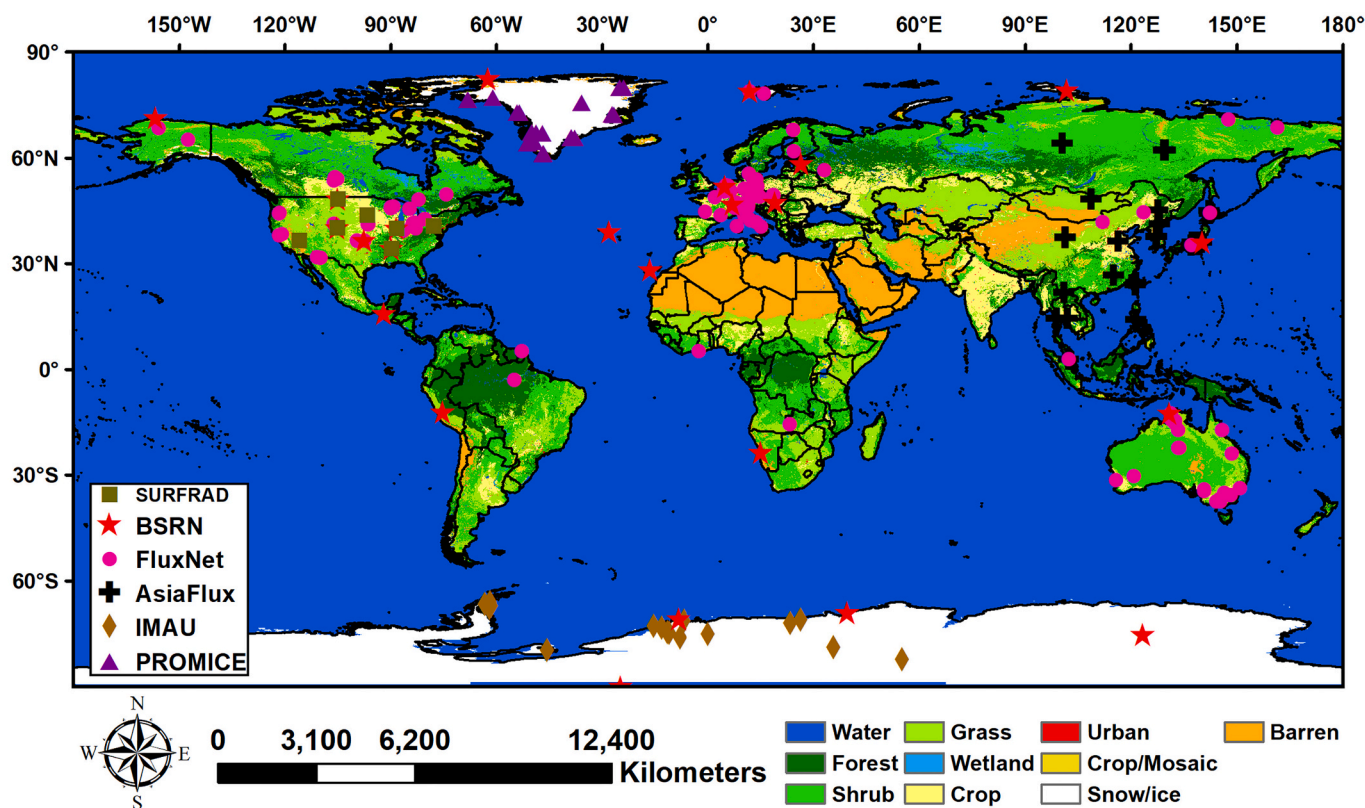 150°W 120°W 90°W 60°W 30°W 0° 30°E 60°E 90°E 120°E 150°E 180°
90°
60°N
30°N
0°
30°S
60°S
SURFRAD
BSRN
FluxNet
AsiaFlux
IMAU
PROMICE
N
W E
S
0 3,100 6,200 12,400
Kilometers
Water Grass Urban Barren
Forest Wetland Crop/Mosaic
Shrub Crop Snow/ice